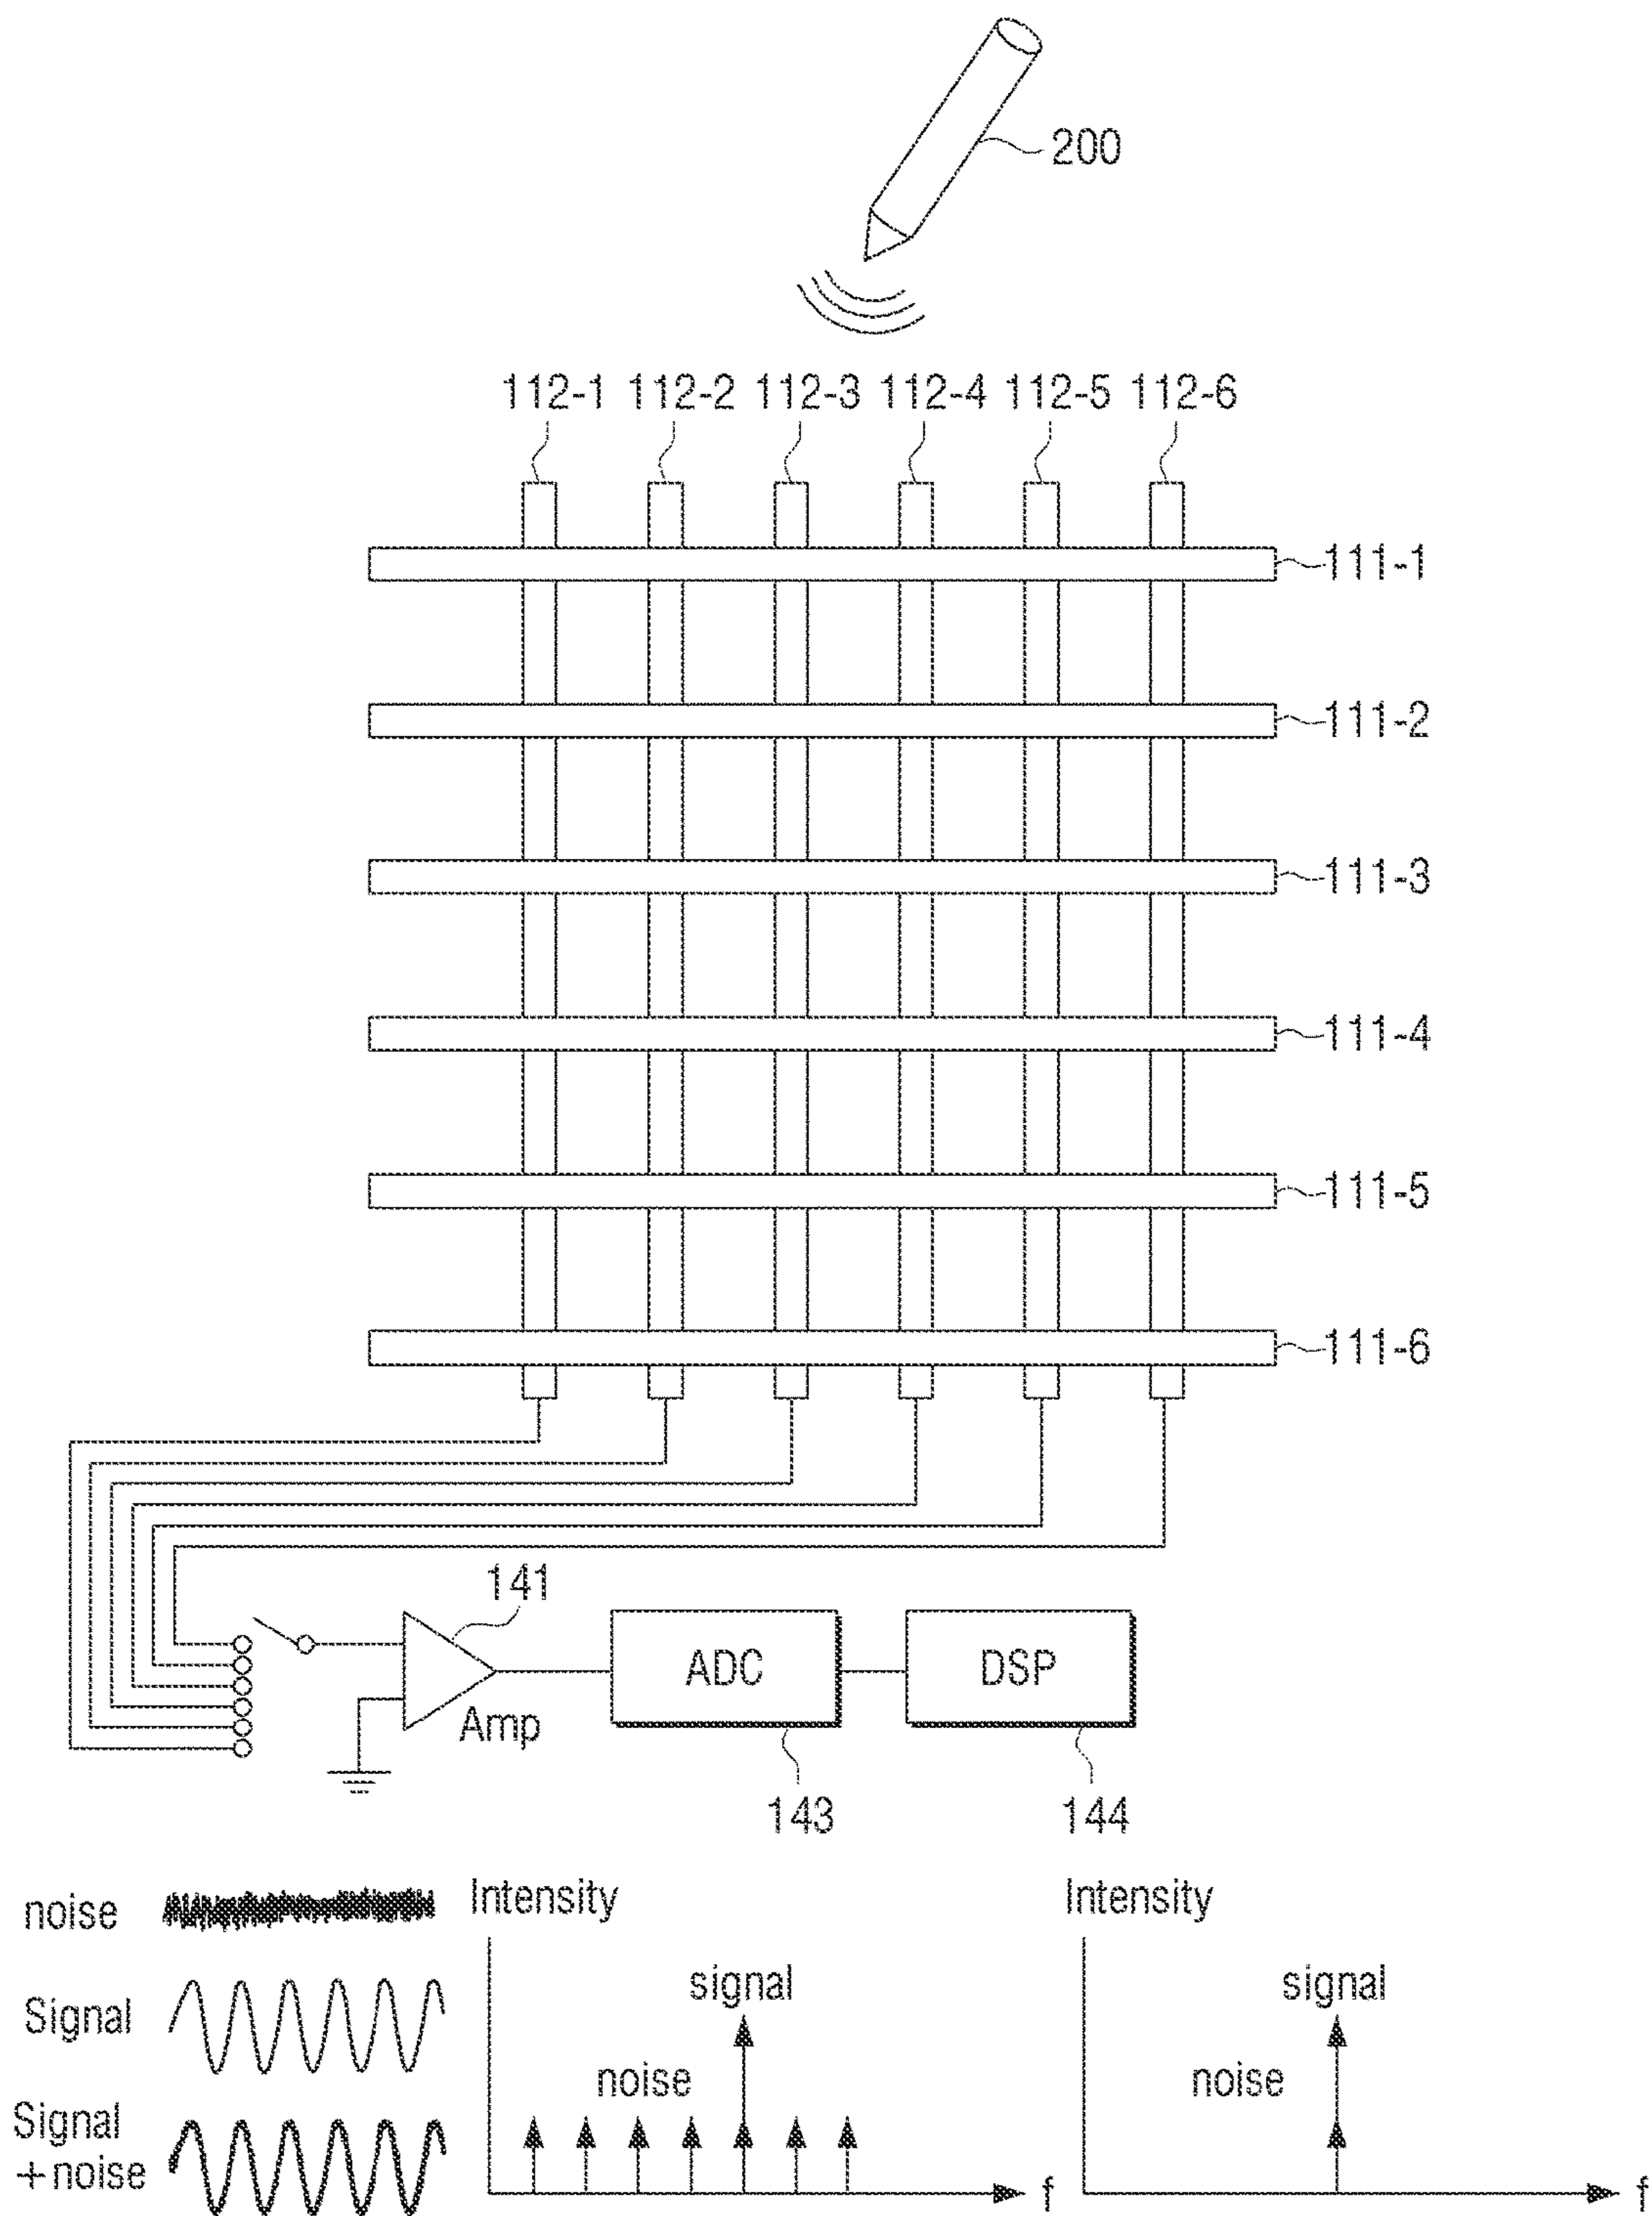 200
112-1 112-2 112-3 112-4 112-5 112-6
111-1
111-2
111-3
111-4
111-5
111-6
141
ADC
DSP
Amp
143
144
noise
Intensity
Intensity
signal
signal
Signal
noise
noise
Signal
+noise
f
f